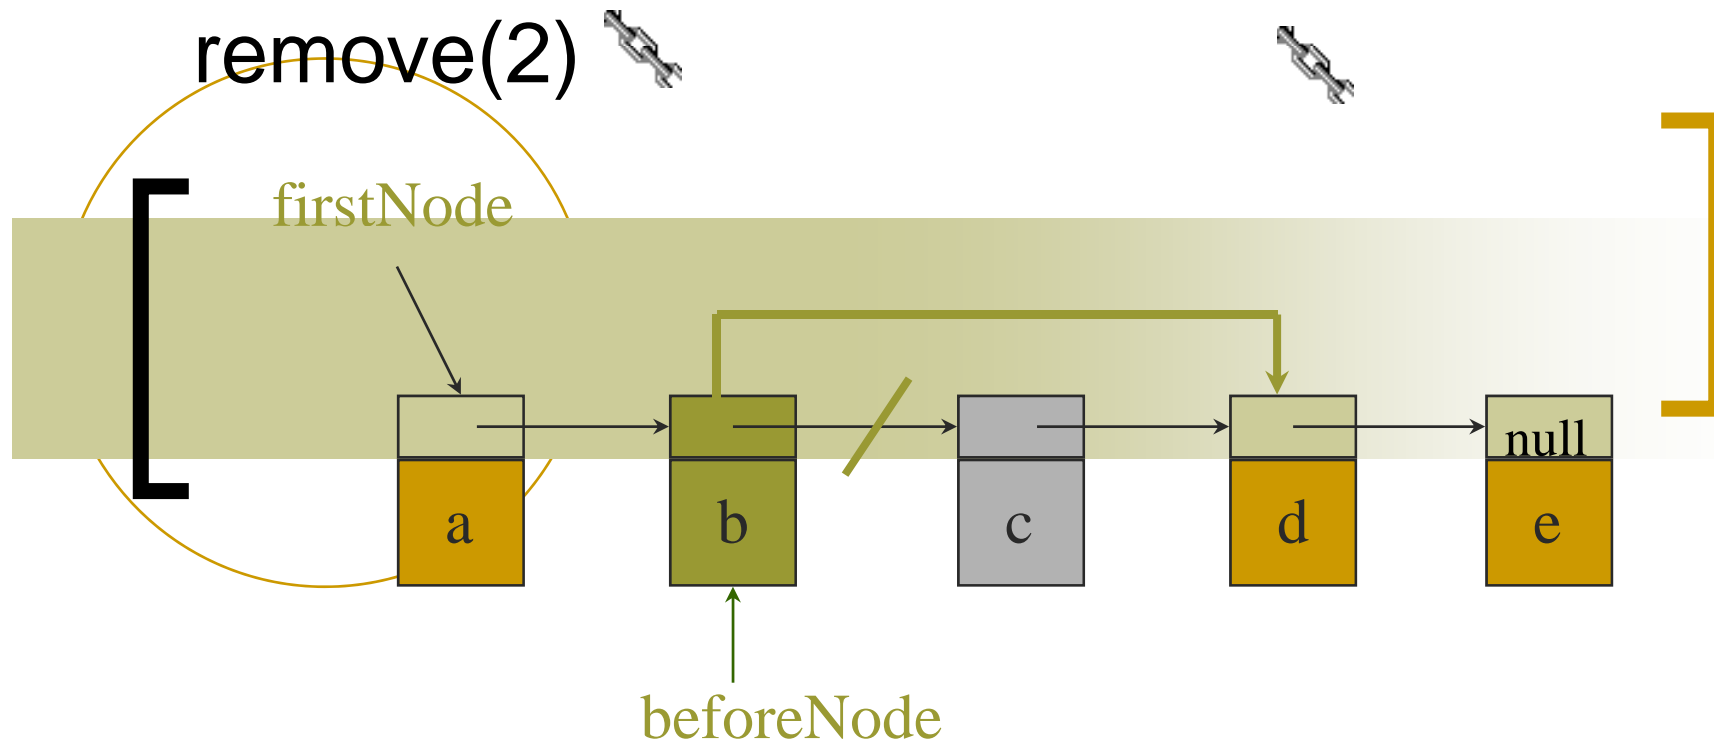 remove(2)
firstNode
null
a b c d e
beforeNode